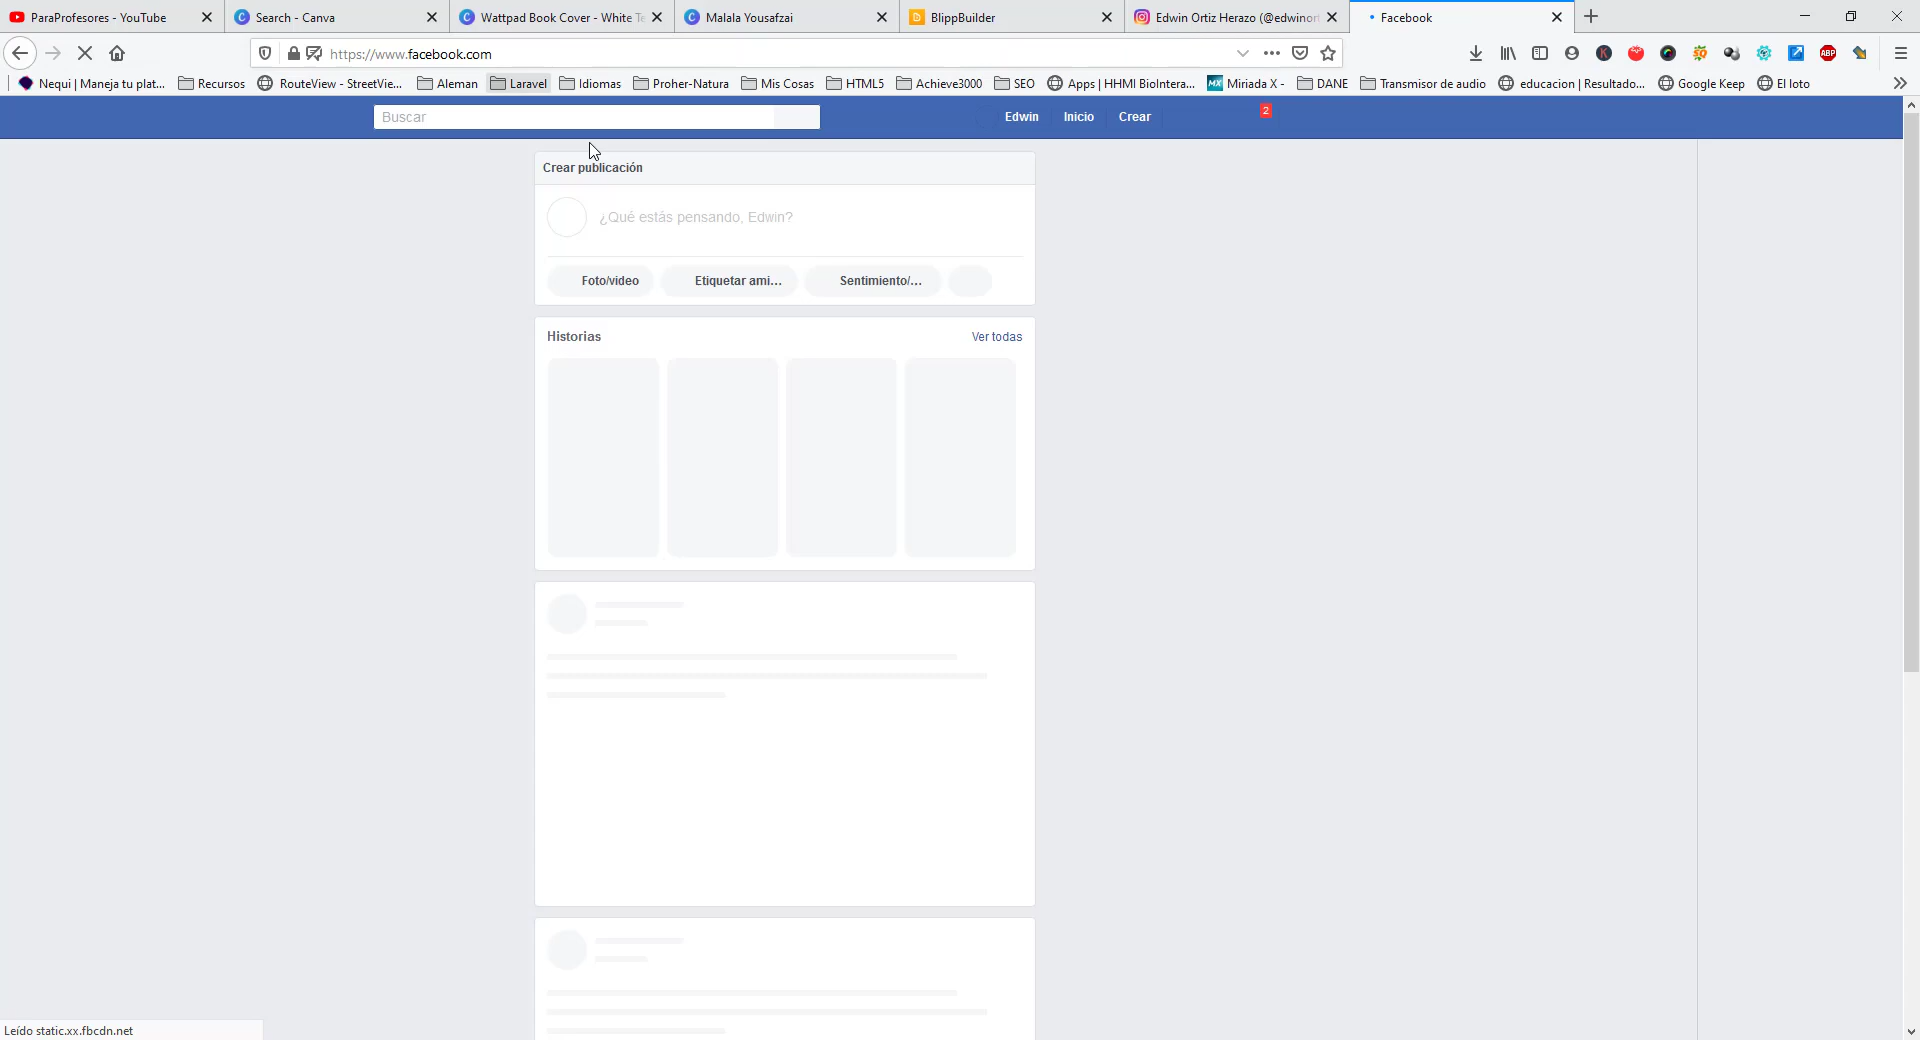 ParaProfesores - YouTube
Search - Canva
Wattpad Book Cover - White Te
Malala Yousafzai
BlippBuilder
Edwin Ortiz Herazo (@edwinort
Facebook
https://www.facebook.com
Nequi | Maneja tu plat...
Recursos
RouteView - StreetVie...
Aleman
Laravel
Idiomas
Proher-Natura
Mis Cosas
HTML5
Achieve3000
SEO
Apps | HHMI BioIntera...
Miriada X -
DANE
Transmisor de audio
educacion | Resultado...
Google Keep
El loto
Buscar
Edwin
Inicio
Crear
2
Crear publicación
¿Qué estás pensando, Edwin?
Foto/video
Etiquetar ami...
Sentimiento/...
Historias
Ver todas
Leído static.xx.fbcdn.net